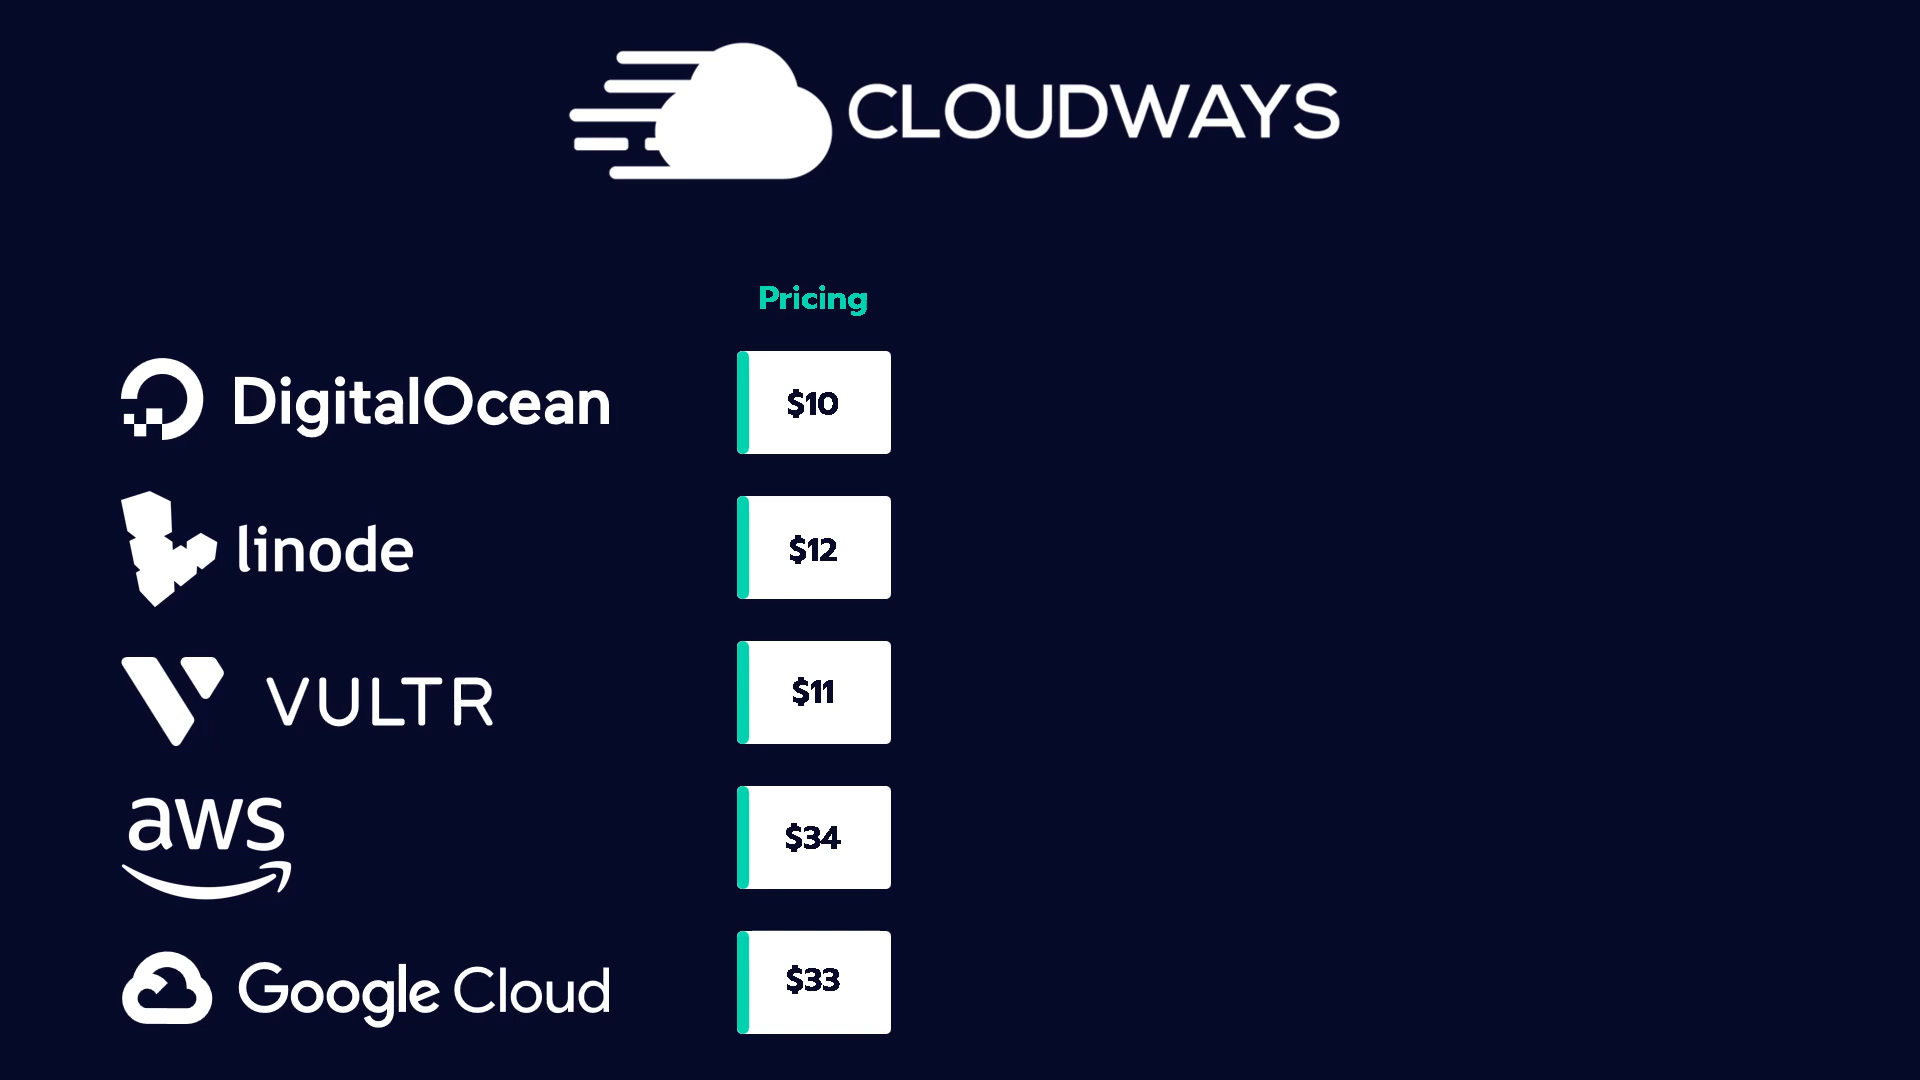 CLOUDWAYS
Pricing
DigitalOcean $10
linode $12
VULTR $11
aws $34
Google Cloud $33